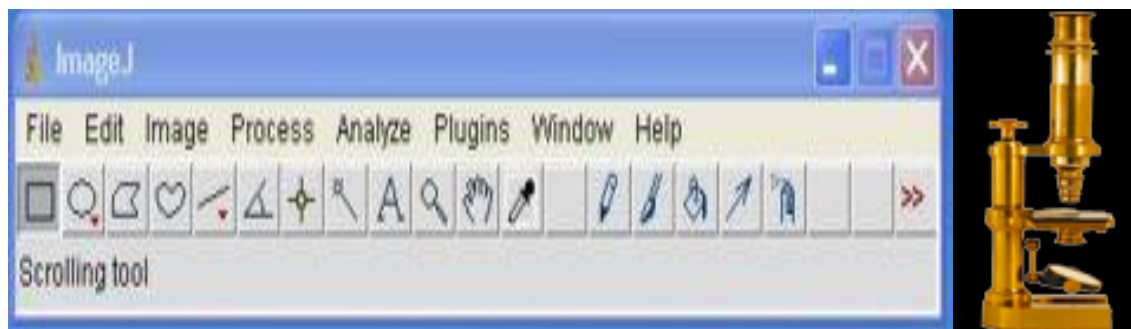 ImageJ
File Edit Image Process Analyze Plugins Window Help
A >>
Scrolling tool